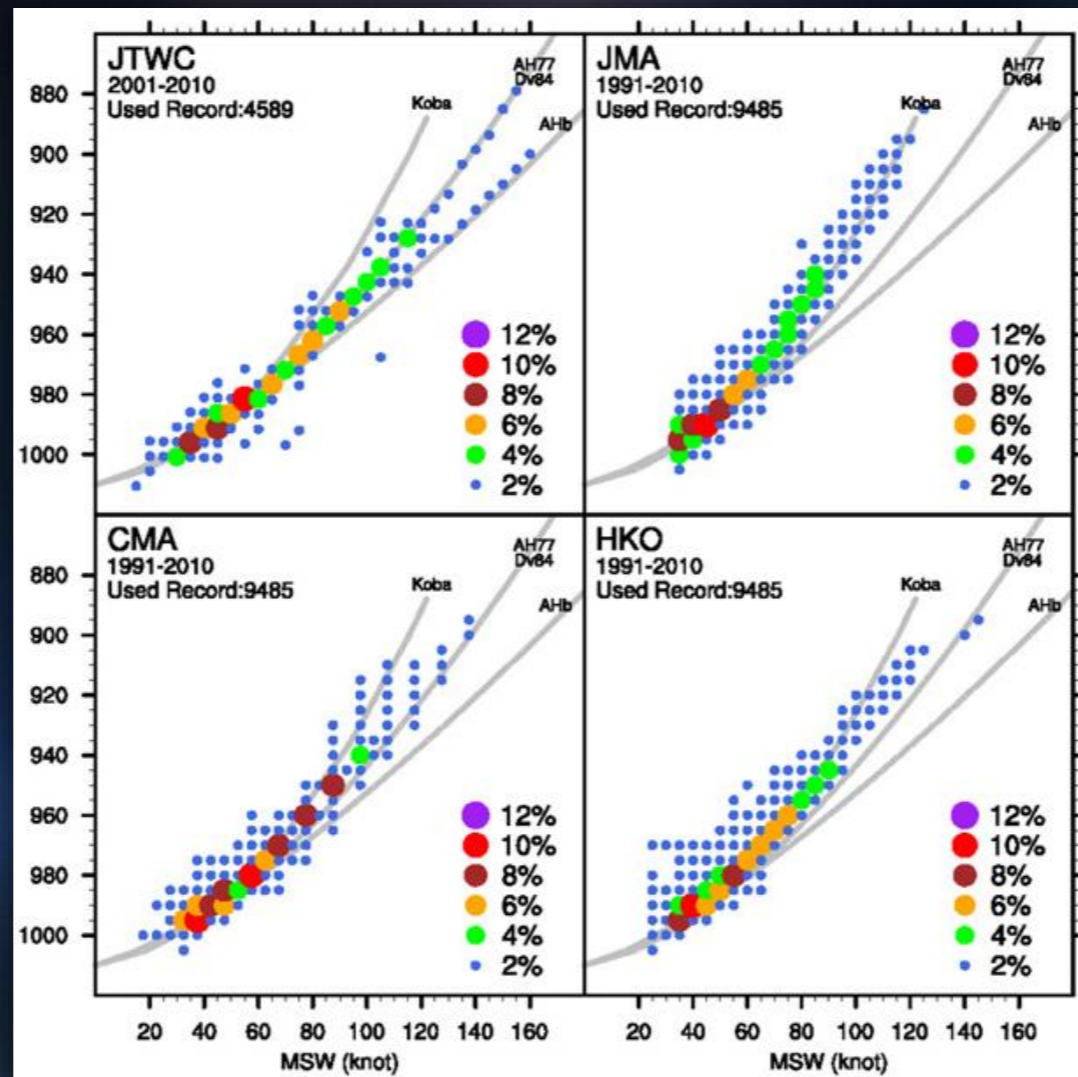 JTWC
2001-2010
Used Record:4589
Koba
AH77
Dv84
AHb
880
900
920
940
960
980
1000
12%
10%
8%
6%
4%
2%
JMA
1991-2010
Used Record:9485
Koba
AH77
Dv84
AHb
12%
10%
8%
6%
4%
2%
CMA
1991-2010
Used Record:9485
Koba
AH77
Dv84
AHb
880
900
920
940
960
980
1000
12%
10%
8%
6%
4%
2%
20 40 60 80 100 120 140 160
MSW (knot)
HKO
1991-2010
Used Record:9485
Koba
AH77
Dv84
AHb
12%
10%
8%
6%
4%
2%
20 40 60 80 100 120 140 160
MSW (knot)